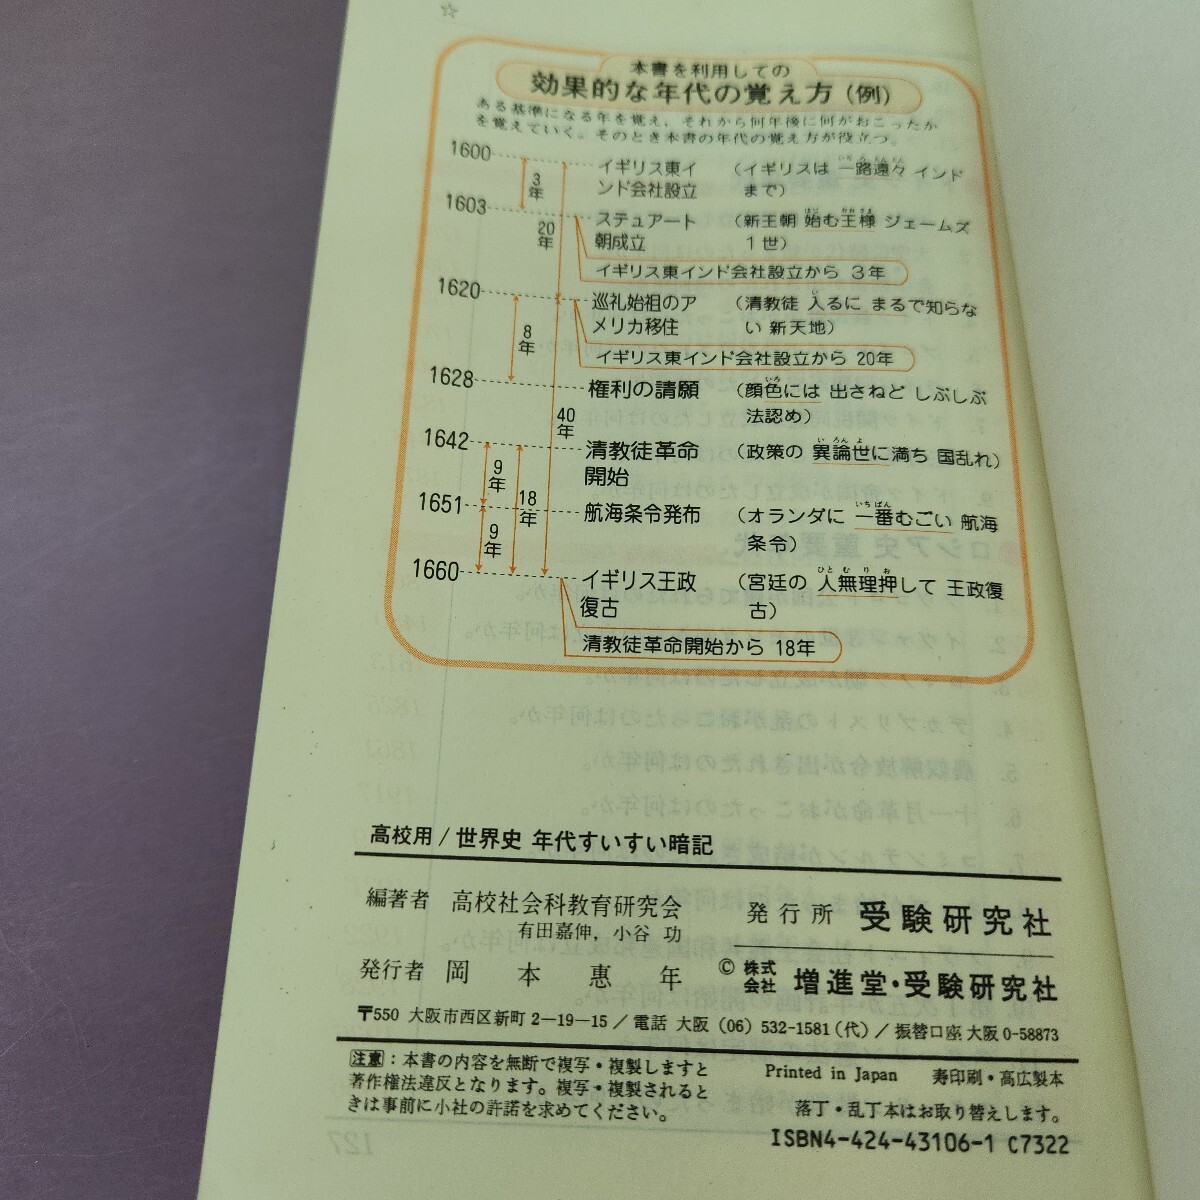 ☆
本書を利用しての
効果的な年代の覚え方(例)
ある基準になる年を覚え,それから何年後に何がおこったか
を覚えていく。そのとき本書の年代の覚え方が役立つ。
1600 イギリス東イ (イギリスは 一路遠々 インド
ンド会社設立 まで)
3年
1603 ステュアート (新王朝 始む王様 ジェームズ
はじ おおさま
朝成立 1世)
20年
イギリス東インド会社設立から 3年
1620 巡礼始祖のア (清教徒 入るに まるで知らな
い
メリカ移住 い 新天地)
8年
イギリス東インド会社設立から 20年
1628 権利の請願 (顔色には 出さねど しぶしぶ
いろ
法認め)
40年
1642 清教徒革命 (政策の 異論世に満ち 国乱れ)
い ろん よ
開始
9年
18年
1651 航海条令発布 (オランダに 一番むごい 航海
いちばん
条令)
9年
1660 イギリス王政 (宮廷の 人無理押して 王政復
ひと む り お
復古 古)
清教徒革命開始から 18年
高校用/世界史 年代すいすい暗記
編著者 高校社会科教育研究会
有田嘉伸,小谷 功
発行所 受験研究社
発行者 岡本惠年
© 株式会社 増進堂・受験研究社
〒550 大阪市西区新町2—19—15/電話 大阪(06)532-1581(代)/振替口座 大阪0-58873
注意:本書の内容を無断で複写・複製しますと
著作権法違反となります。複写・複製されると
きは事前に小社の許諾を求めてください。
Printed in Japan 寿印刷・高広製本
落丁・乱丁本はお取り替えします。
ISBN4-424-43106-1 C7322